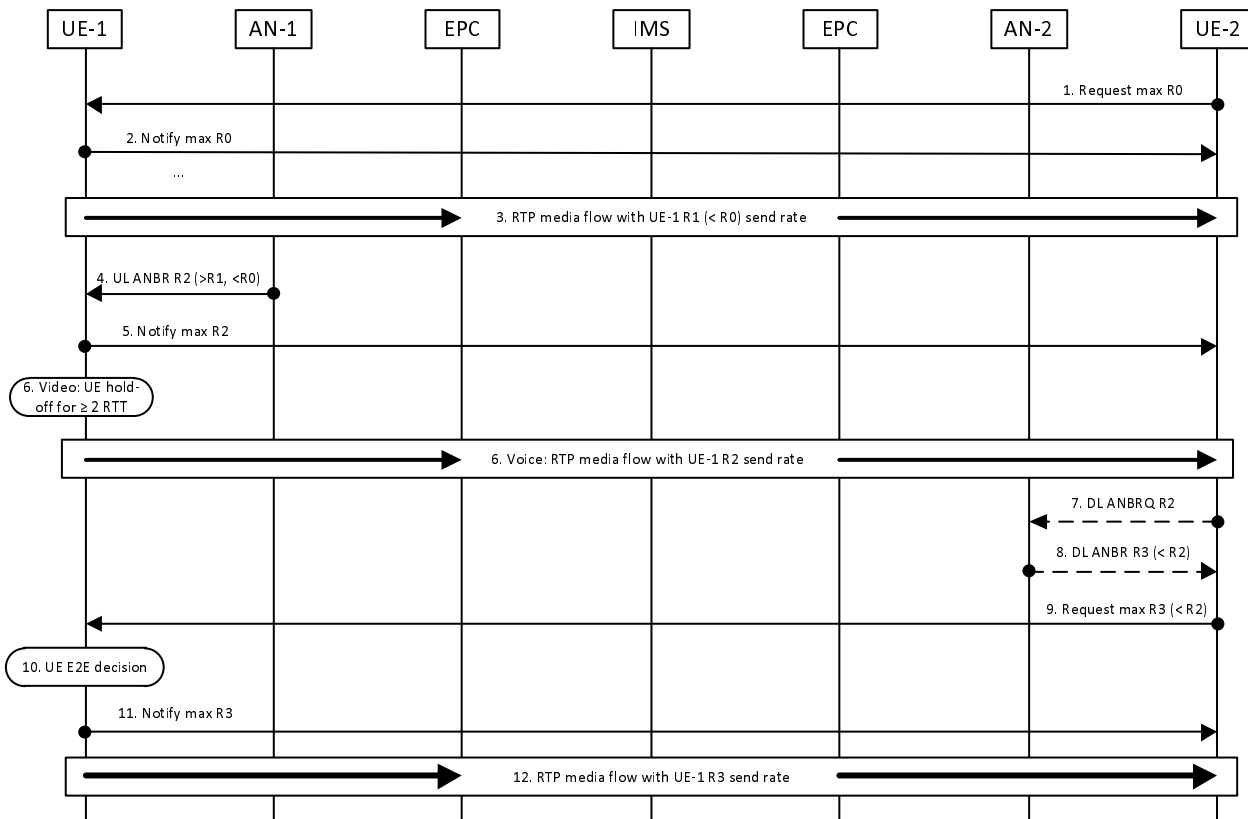 UE-1
AN-1
EPC
IMS
EPC
AN-2
UE-2
1. Request max R0
2. Notify max R0
...
3. RTP media flow with UE-1 R1 (< R0) send rate
4. UL ANBR R2 (>R1, <R0)
5. Notify max R2
6. Video: UE hold-
off for ≥ 2 RTT
6. Voice: RTP media flow with UE-1 R2 send rate
7. DL ANBRQ R2
8. DL ANBR R3 (< R2)
9. Request max R3 (< R2)
10. UE E2E decision
11. Notify max R3
12. RTP media flow with UE-1 R3 send rate